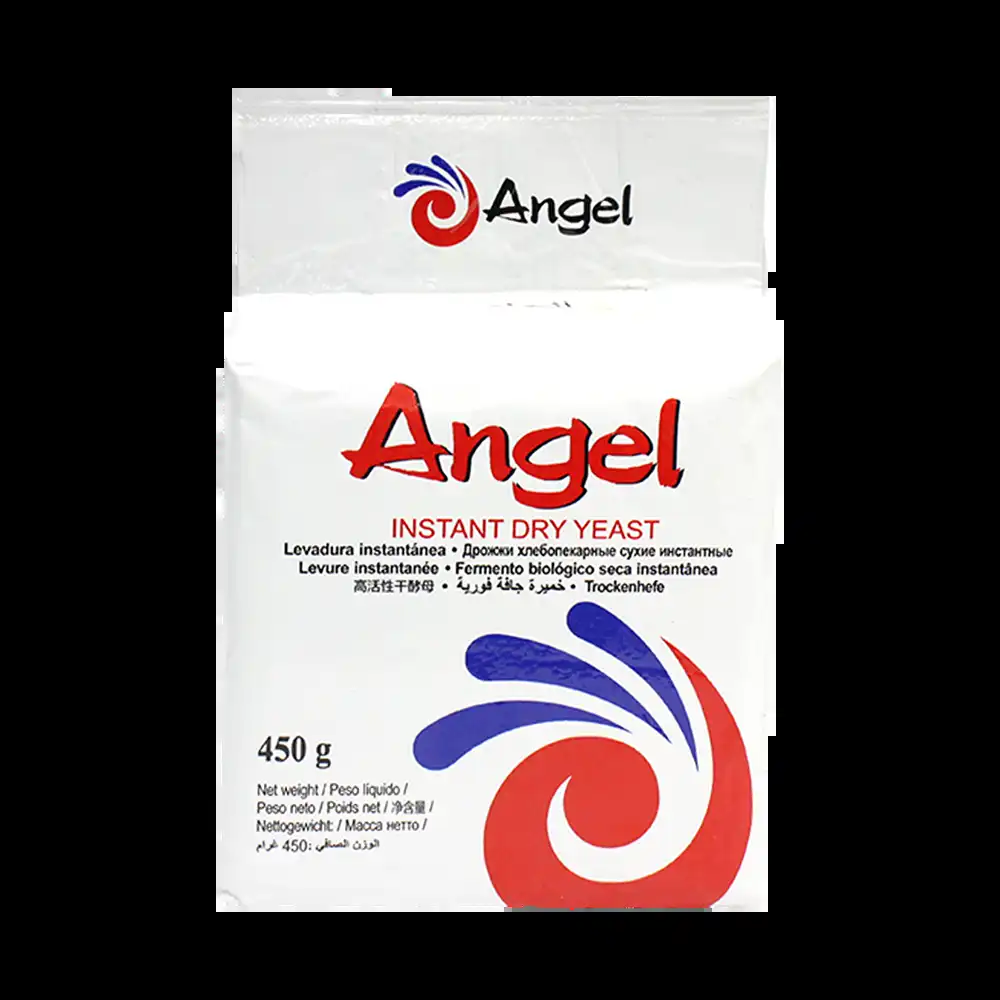 Angel
Angel
INSTANT DRY YEAST
Levadura instantánea • Дрожжи хлебопекарные сухие инстантные
Levure instantanée • Fermento biológico seca instantânea
高活性干酵母 • خميرة جافة فورية • Trockenhefe
450 g
Net weight / Peso líquido /
Peso neto / Poids net / 净含量 /
Nettogewicht: / Масса нетто /
الوزن الصافي: 450 غرام